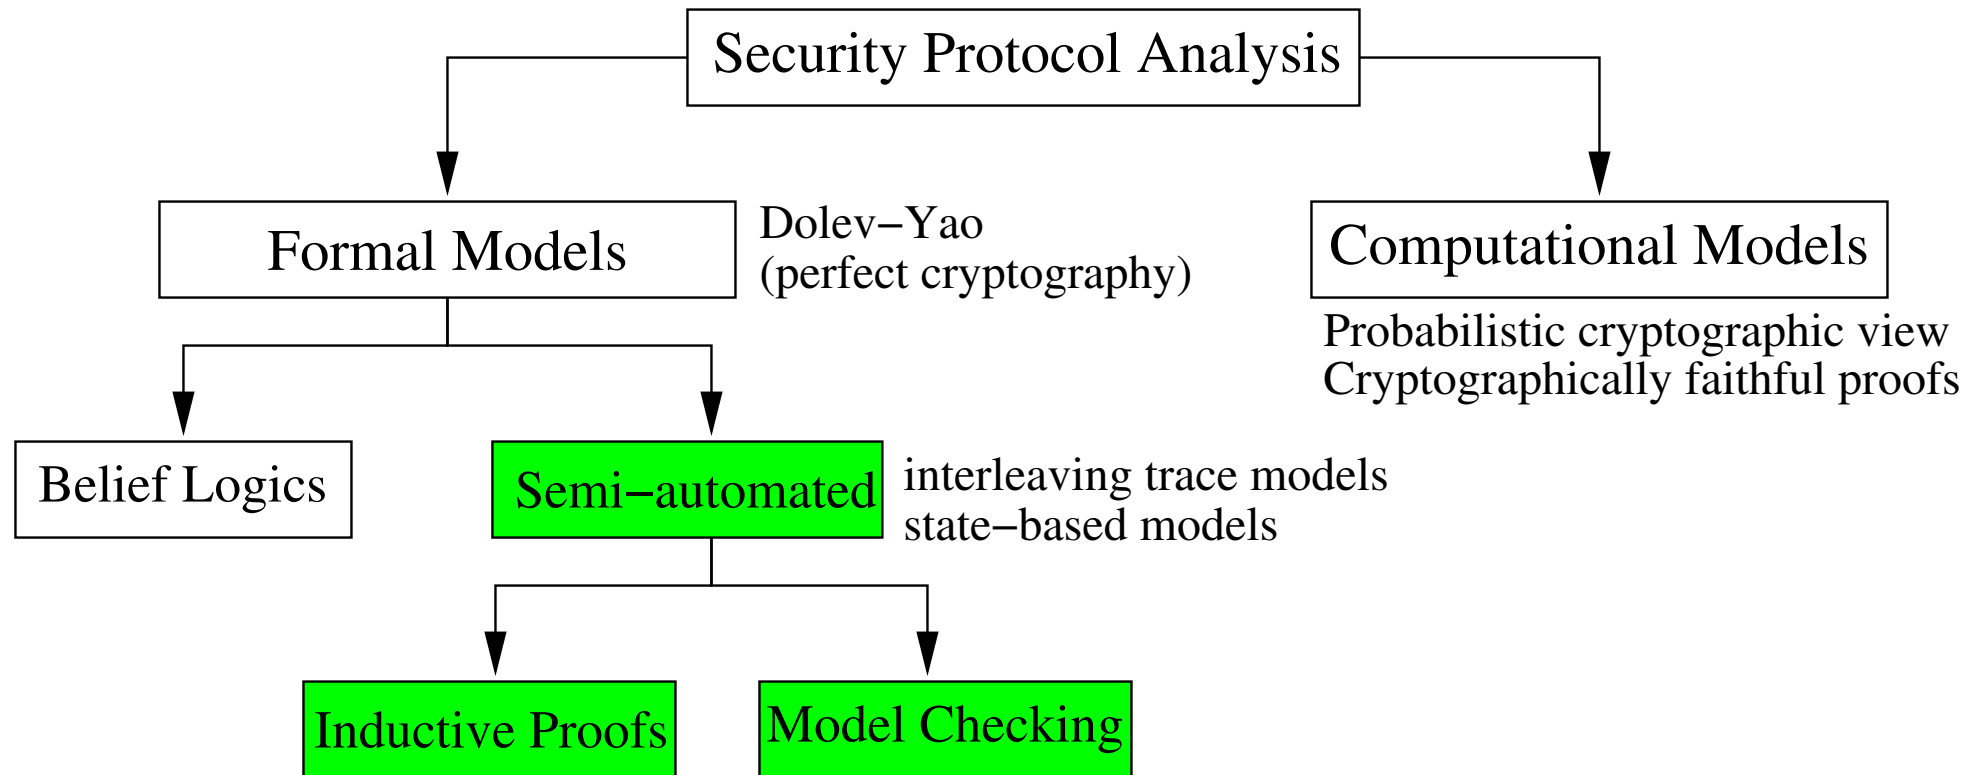 Security Protocol Analysis
Formal Models
Dolev−Yao
(perfect cryptography)
Computational Models
Probabilistic cryptographic view
Cryptographically faithful proofs
Belief Logics
Semi−automated
interleaving trace models
state−based models
Inductive Proofs
Model Checking